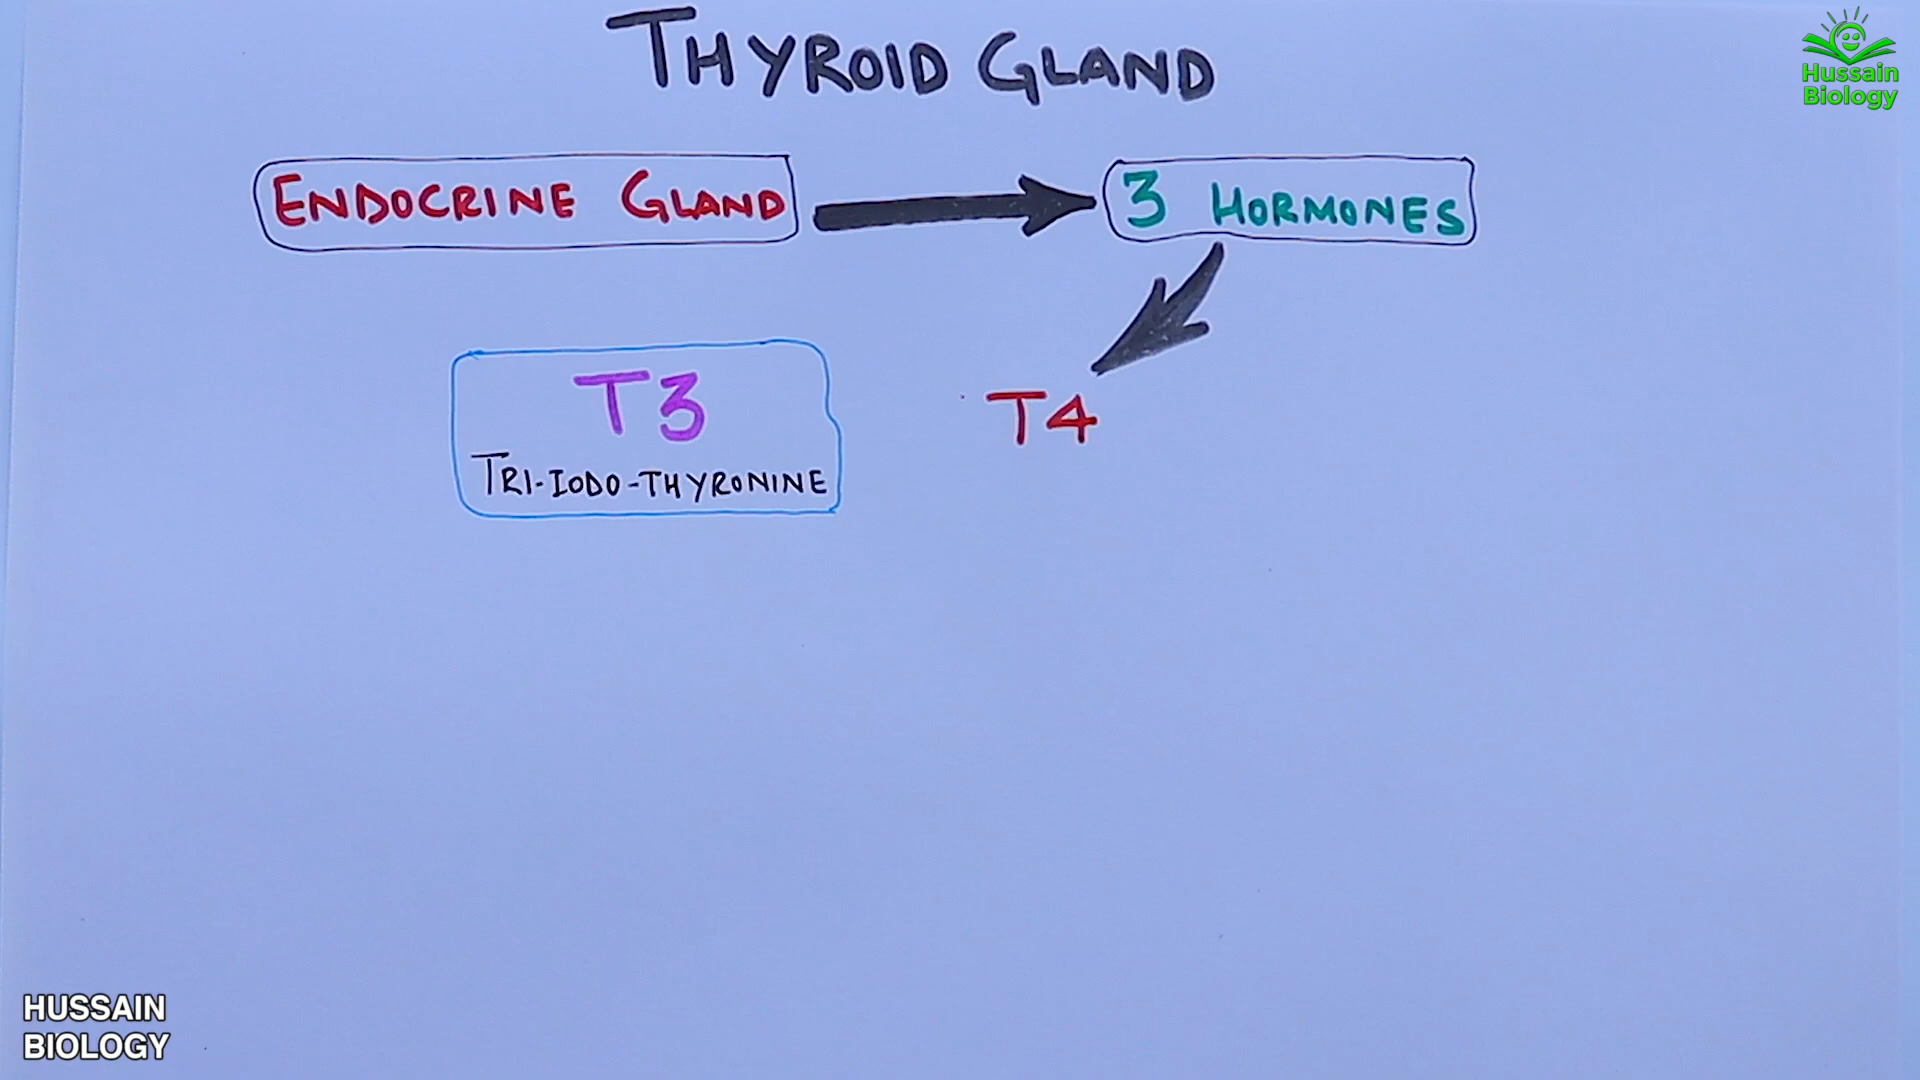 THYROID GLAND
Hussain
Biology
ENDOCRINE GLAND
3 HORMONES
T3
TRI-IODO-THYRONINE
T4
HUSSAIN
BIOLOGY